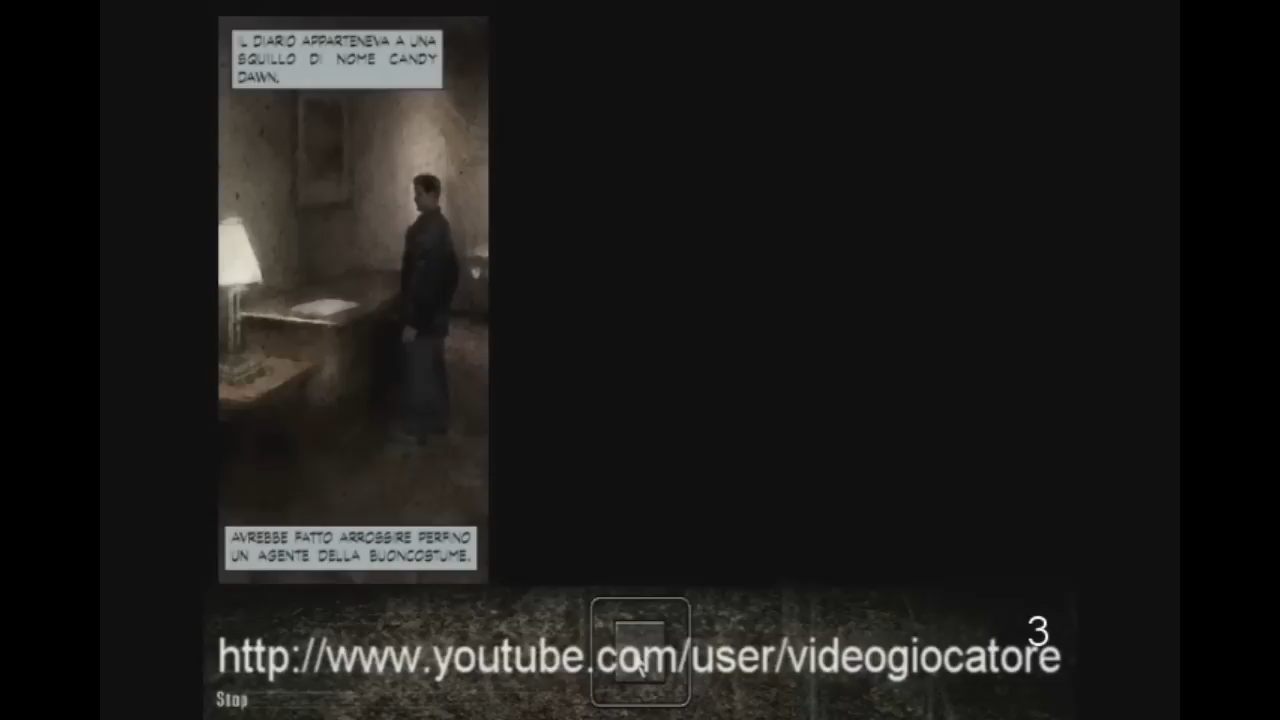 IL DIARIO APPARTENEVA A UNA
SQUILLO DI NOME CANDY
DAWN.
AVREBBE FATTO ARROSSIRE PERFINO
UN AGENTE DELLA BUONCOSTUME.
3
http://www.youtube.com/user/videogiocatore
Stop